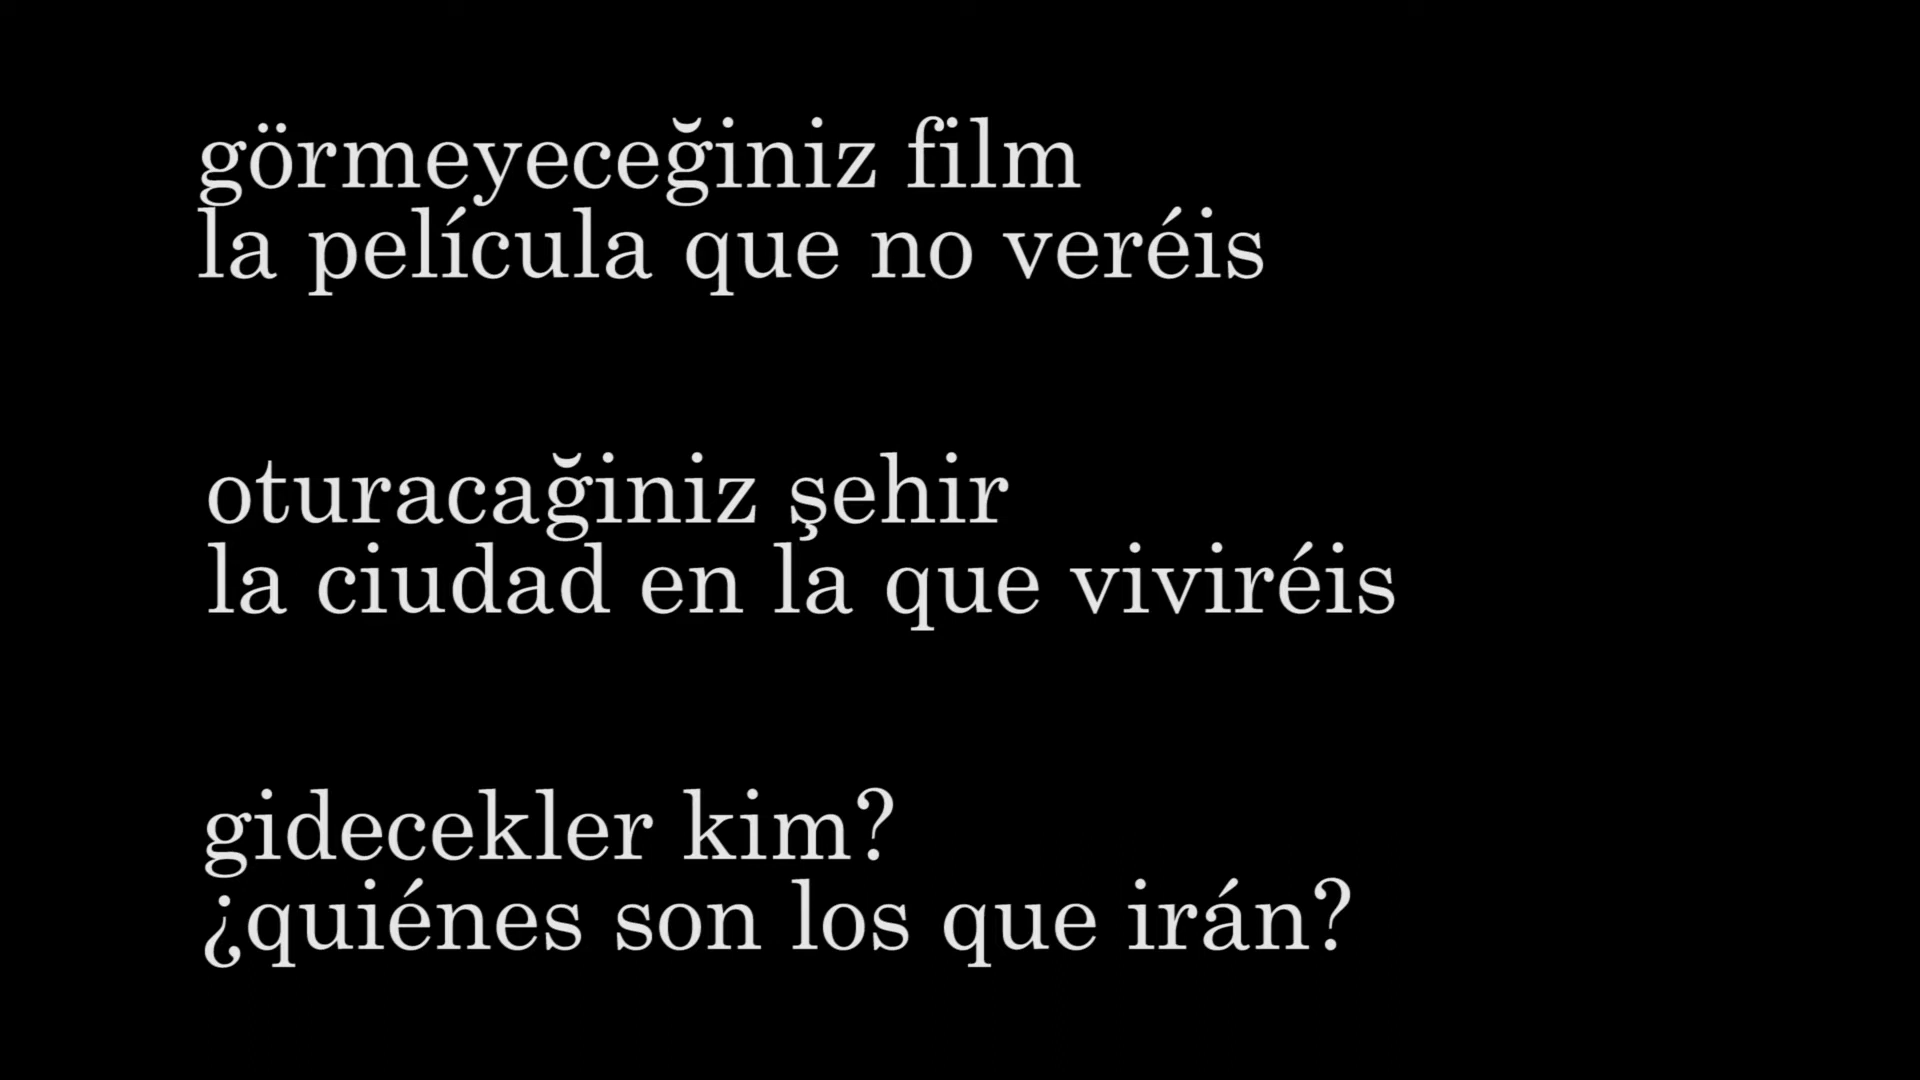 görmeyeceğiniz film
la película que no veréis
oturacağiniz şehir
la ciudad en la que viviréis
gidecekler kim?
¿quiénes son los que irán?